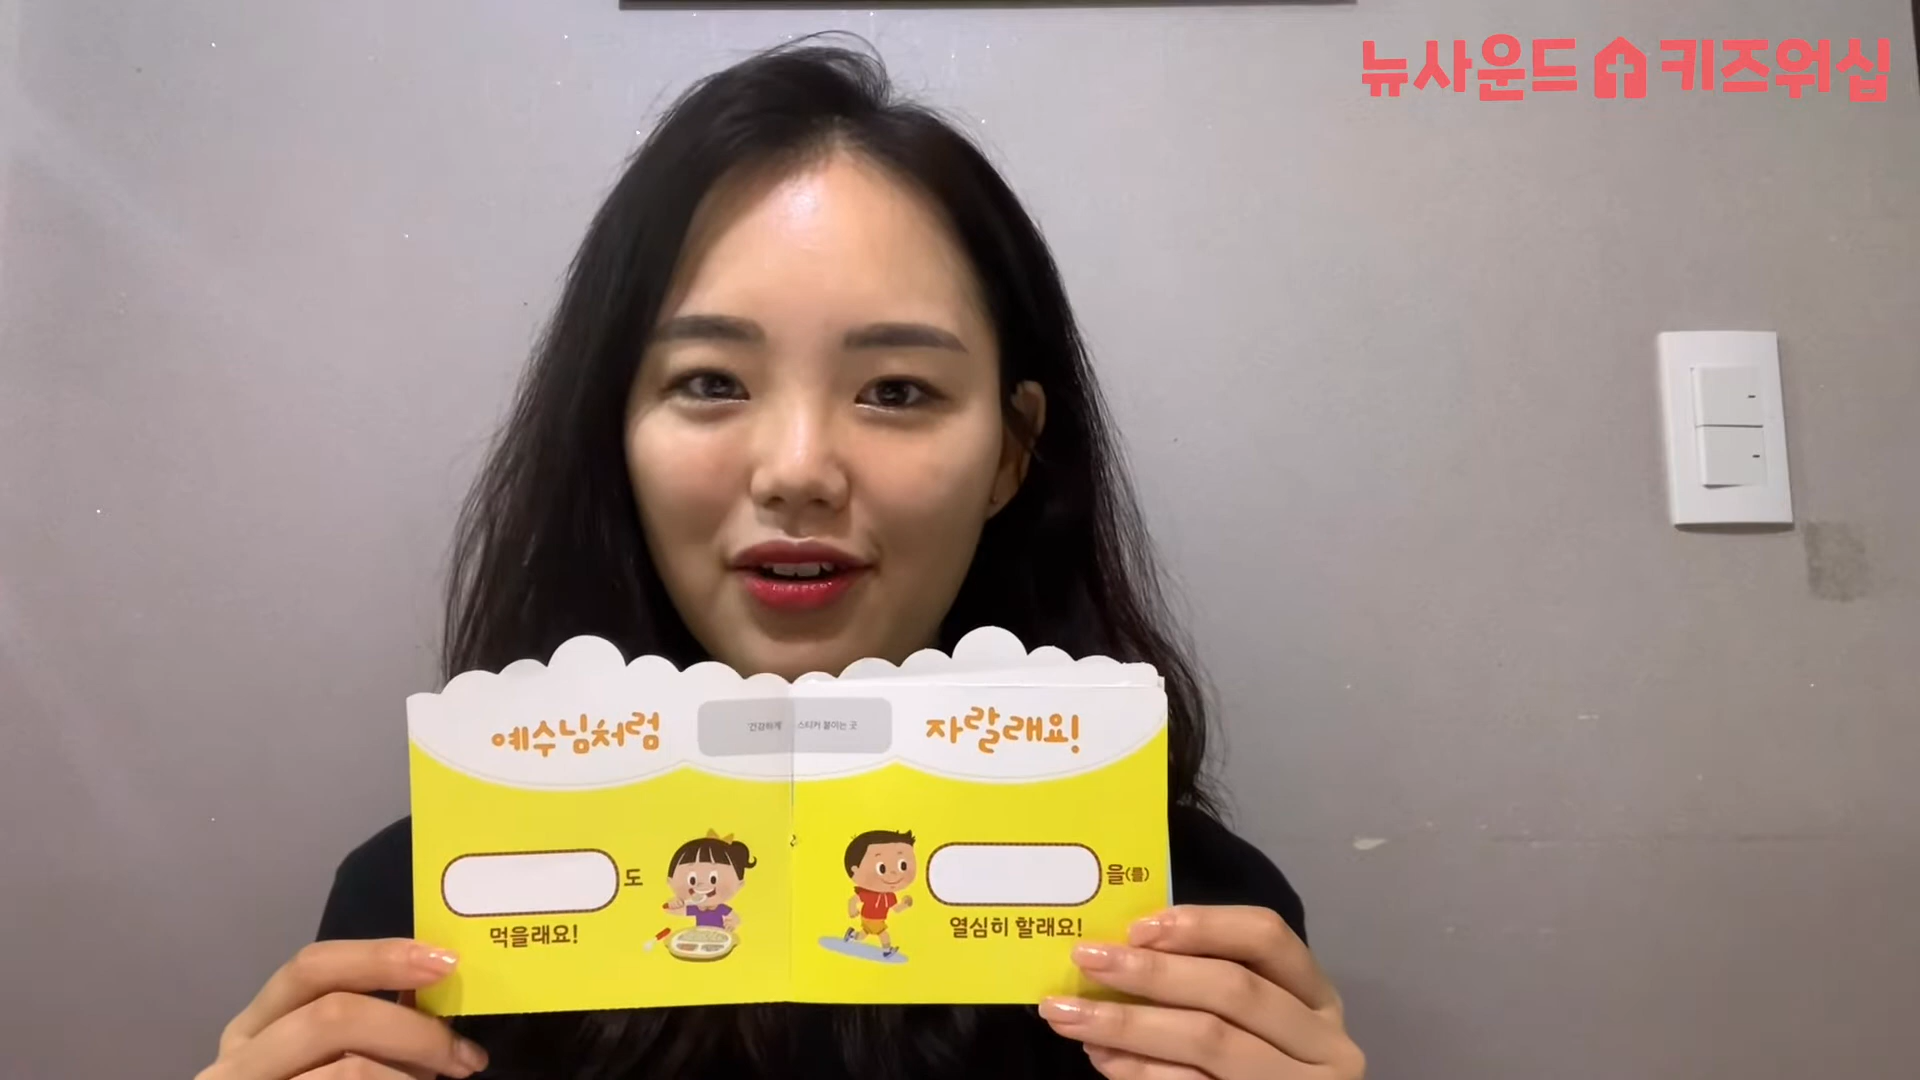 뉴사운드 키즈워십
예수님처럼 '건강하게' 스티커 붙이는 곳 자랄래요!
도
먹을래요!
을(를)
열심히 할래요!